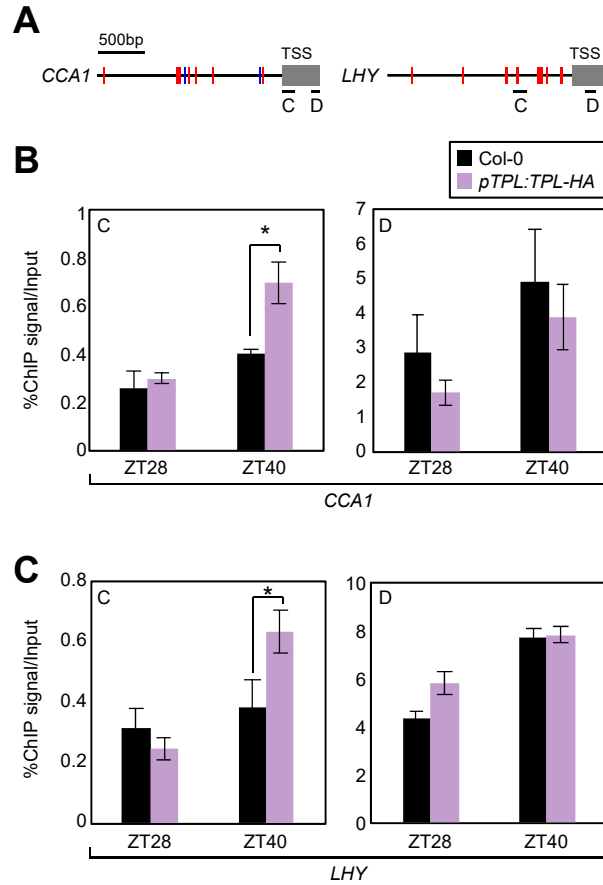 A
500bp
TSS
CCA1
C D
TSS
LHY
C D
Col-0
pTPL:TPL-HA
B
%ChIP signal/Input
1
0.8
0.6
0.4
0.2
0
C
*
ZT28 ZT40
7
6
5
4
3
2
1
0
D
ZT28 ZT40
CCA1
C
%ChIP signal/Input
0.8
0.6
0.4
0.2
0
C
*
ZT28 ZT40
10
8
6
4
2
0
D
ZT28 ZT40
LHY